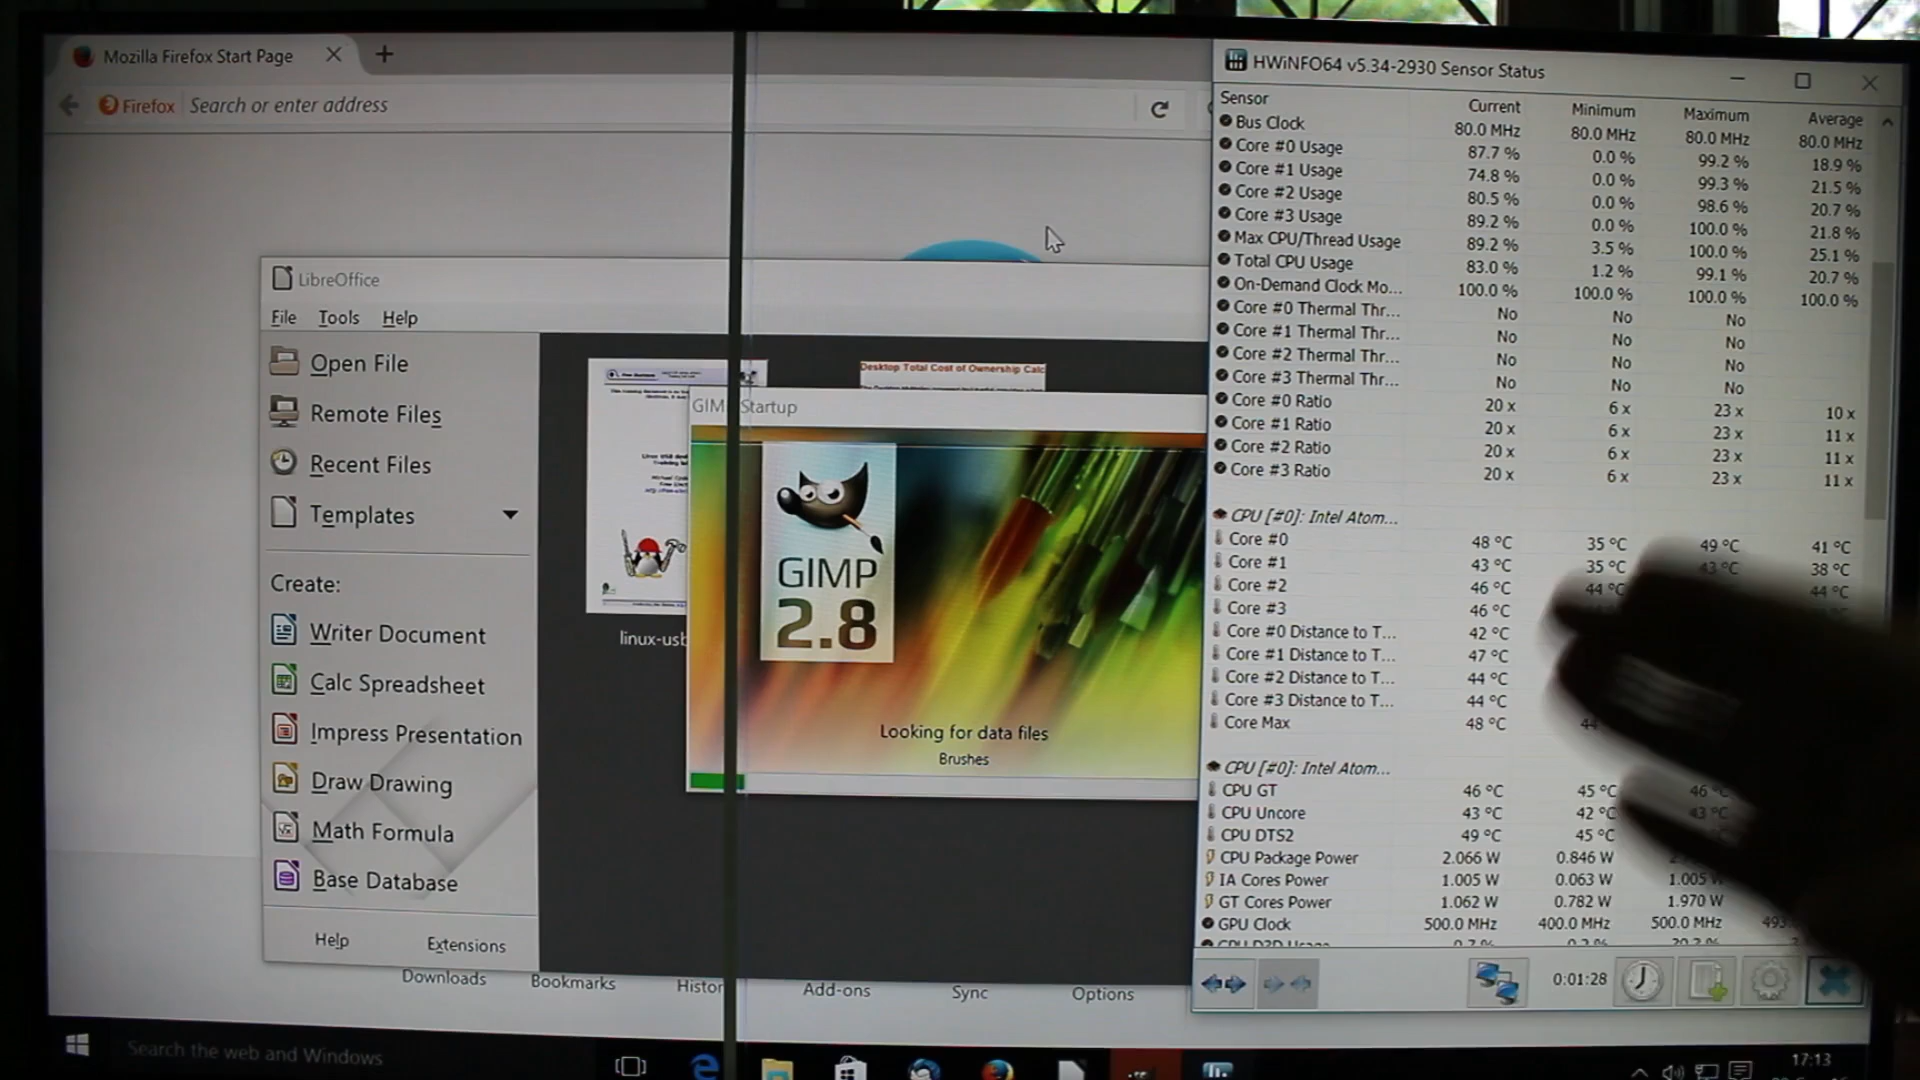 Mozilla Firefox Start Page
Firefox Search or enter address
LibreOffice
File Tools Help
Open File
Remote Files
Recent Files
Templates
Create:
Writer Document
Calc Spreadsheet
Impress Presentation
Draw Drawing
Math Formula
Base Database
Help Extensions
Desktop Total Cost of Ownership Calc
linux-usb
GIM Startup
GIMP
2.8
Looking for data files
Brushes
Downloads Bookmarks Histor Add-ons Sync Options
HWiNFO64 v5.34-2930 Sensor Status
Sensor Current Minimum Maximum Average
Bus Clock 80.0 MHz 80.0 MHz 80.0 MHz 80.0 MHz
Core #0 Usage 87.7 % 0.0 % 99.2 % 18.9 %
Core #1 Usage 74.8 % 0.0 % 99.3 % 21.5 %
Core #2 Usage 80.5 % 0.0 % 98.6 % 20.7 %
Core #3 Usage 89.2 % 0.0 % 100.0 % 21.8 %
Max CPU/Thread Usage 89.2 % 3.5 % 100.0 % 25.1 %
Total CPU Usage 83.0 % 1.2 % 99.1 % 20.7 %
On-Demand Clock Mo... 100.0 % 100.0 % 100.0 % 100.0 %
Core #0 Thermal Thr... No No No
Core #1 Thermal Thr... No No No
Core #2 Thermal Thr... No No No
Core #3 Thermal Thr... No No No
Core #0 Ratio 20 x 6 x 23 x 10 x
Core #1 Ratio 20 x 6 x 23 x 11 x
Core #2 Ratio 20 x 6 x 23 x 11 x
Core #3 Ratio 20 x 6 x 23 x 11 x
CPU [#0]: Intel Atom...
Core #0 48 °C 35 °C 49 °C 41 °C
Core #1 43 °C 35 °C 43 °C 38 °C
Core #2 46 °C 44 °C 44 °C
Core #3 46 °C
Core #0 Distance to T... 42 °C
Core #1 Distance to T... 47 °C
Core #2 Distance to T... 44 °C
Core #3 Distance to T... 44 °C
Core Max 48 °C 44
CPU [#0]: Intel Atom...
CPU GT 46 °C 45 °C 46 °C
CPU Uncore 43 °C 42 °C 43 °C
CPU DTS2 49 °C 45 °C
CPU Package Power 2.066 W 0.846 W
IA Cores Power 1.005 W 0.063 W 1.005 W
GT Cores Power 1.062 W 0.782 W 1.970 W
GPU Clock 500.0 MHz 400.0 MHz 500.0 MHz 493
0:01:28
Search the web and Windows
17:13